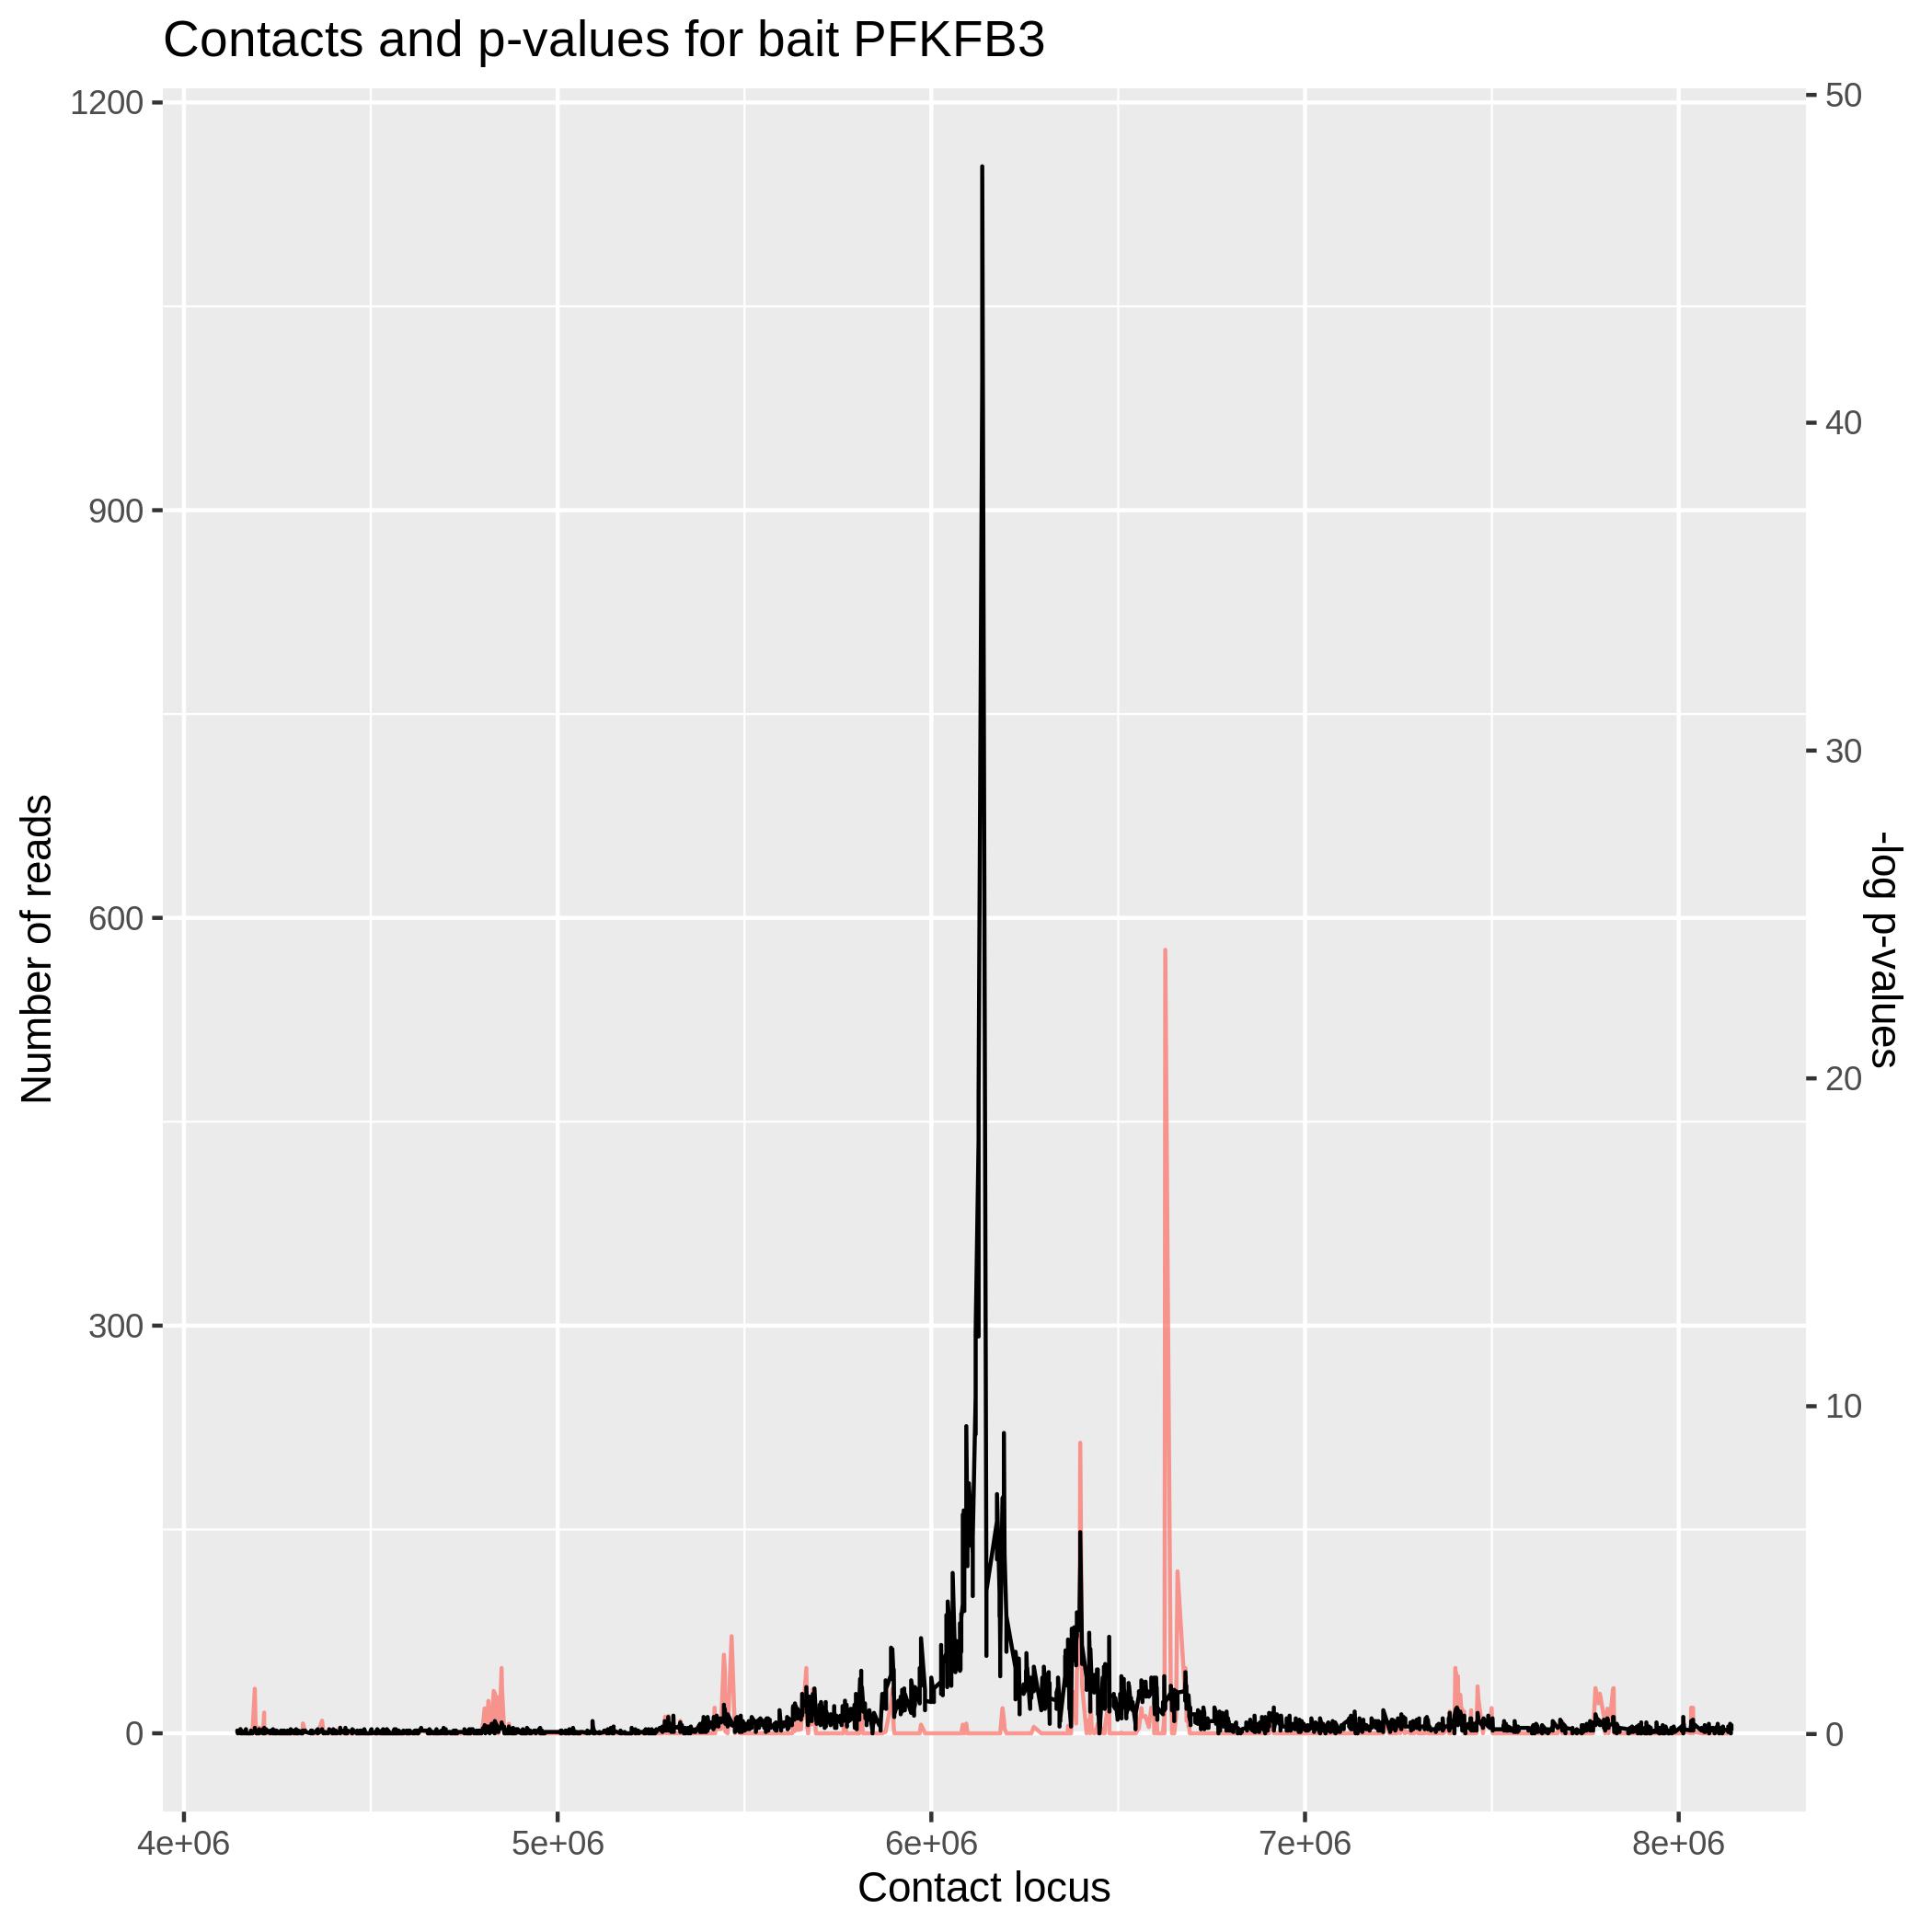 Contacts and p-values for bait PFKFB3
1200
900
600
300
0
Number of reads
50
40
30
20
10
0
-log p-values
4e+06
5e+06
6e+06
7e+06
8e+06
Contact locus